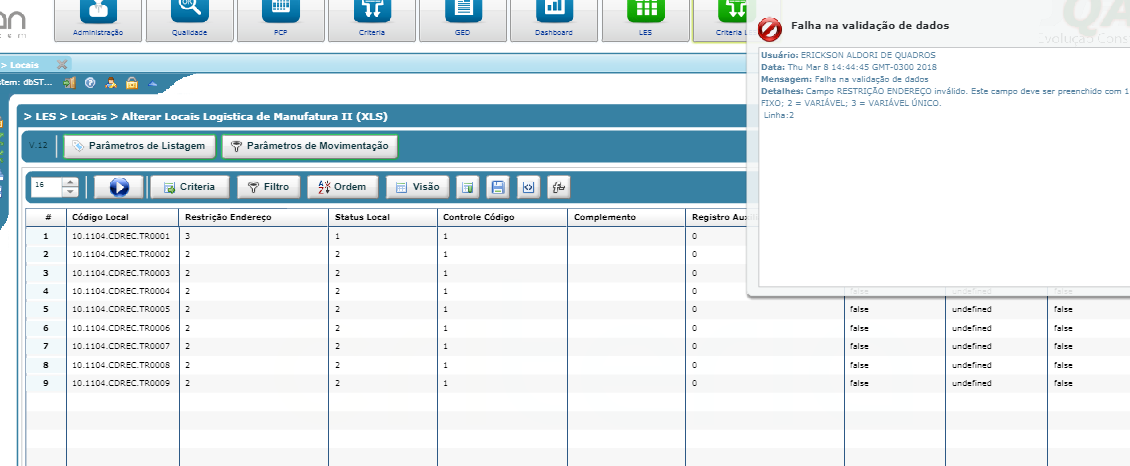 Administração
Qualidade
PCP
Criteria
GED
Dashboard
LES
Criteria
> Locais
tem: dbST...
> LES > Locais > Alterar Locais Logistica de Manufatura II (XLS)
V.12
Parâmetros de Listagem
Parâmetros de Movimentação
16
Criteria
Filtro
Ordem
Visão
# Código Local Restrição Endereço Status Local Controle Código Complemento Registro
1 10.1104.CDREC.TR0001 3 1 1 0
2 10.1104.CDREC.TR0002 2 2 1 0
3 10.1104.CDREC.TR0003 2 2 1 0
4 10.1104.CDREC.TR0004 2 2 1 0 false undefined false
5 10.1104.CDREC.TR0005 2 2 1 0 false undefined false
6 10.1104.CDREC.TR0006 2 2 1 0 false undefined false
7 10.1104.CDREC.TR0007 2 2 1 0 false undefined false
8 10.1104.CDREC.TR0008 2 2 1 0 false undefined false
9 10.1104.CDREC.TR0009 2 2 1 0 false undefined false
Falha na validação de dados
Usuário: ERICKSON ALDORI DE QUADROS
Data: Thu Mar 8 14:44:45 GMT-0300 2018
Mensagem: Falha na validação de dados
Detalhes: Campo RESTRIÇÃO ENDEREÇO inválido. Este campo deve ser preenchido com 1
FIXO; 2 = VARIÁVEL; 3 = VARIÁVEL ÚNICO.
Linha:2